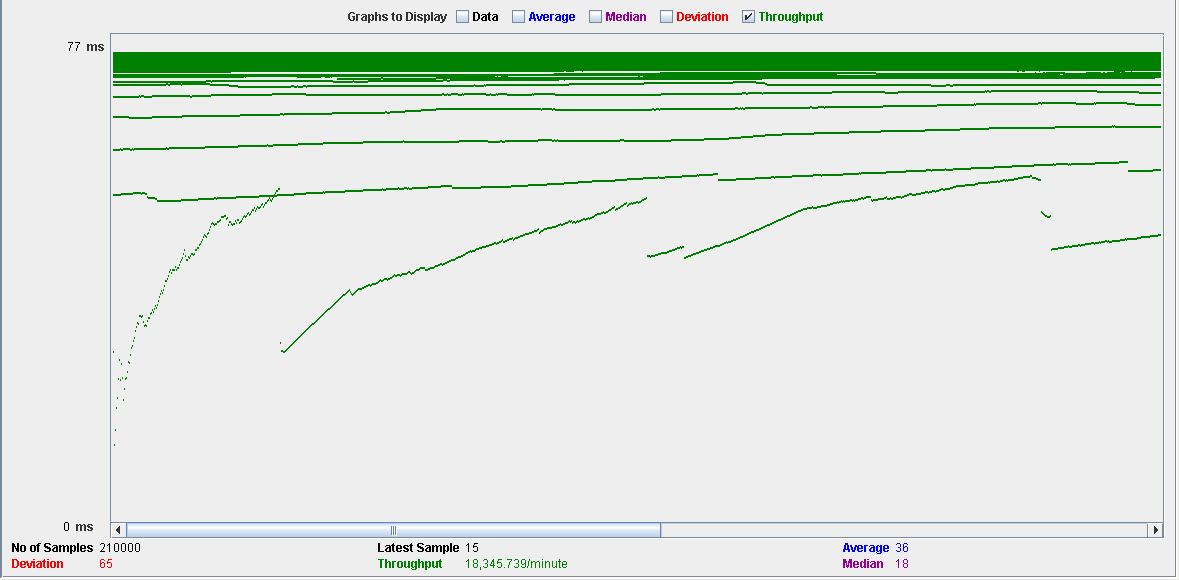 Graphs to Display Data Average Median Deviation Throughput
77 ms
0 ms
No of Samples 210000 Latest Sample 15 Average 36
Deviation 65 Throughput 18,345.739/minute Median 18